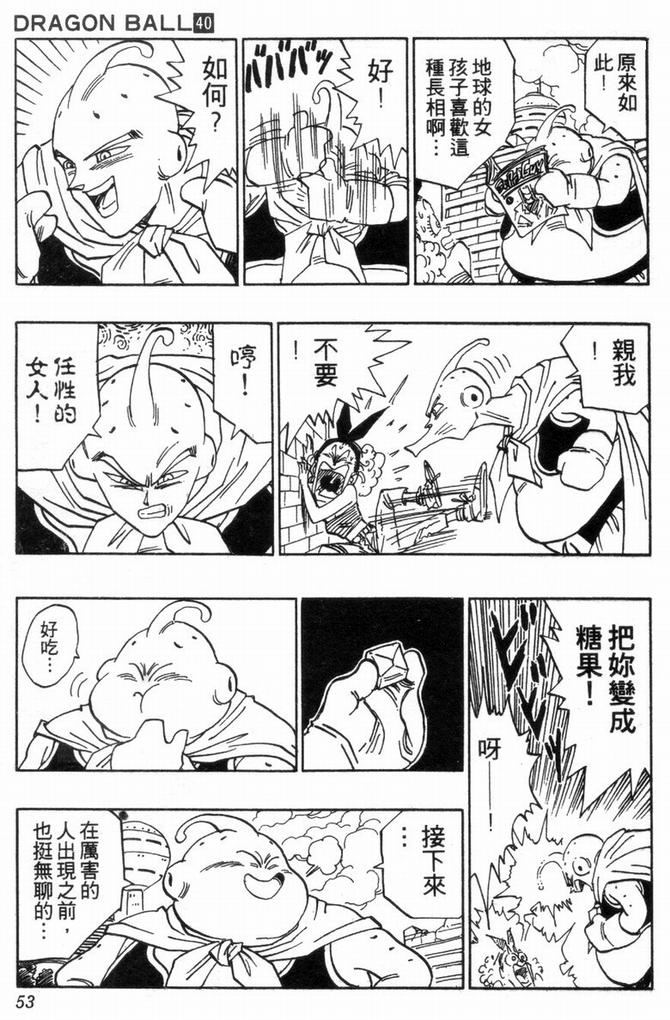 DRAGON BALL 40
原來如
此！
地球的女
孩子喜歡這
種長相啊…
好！
ババババッ
如何？
親我
！
不要
！
哼！
任性的
女人！
把妳變成
糖果！
呀——！
好吃…
接下來
…
在厲害的
人出現之前，
也挺無聊的…
53